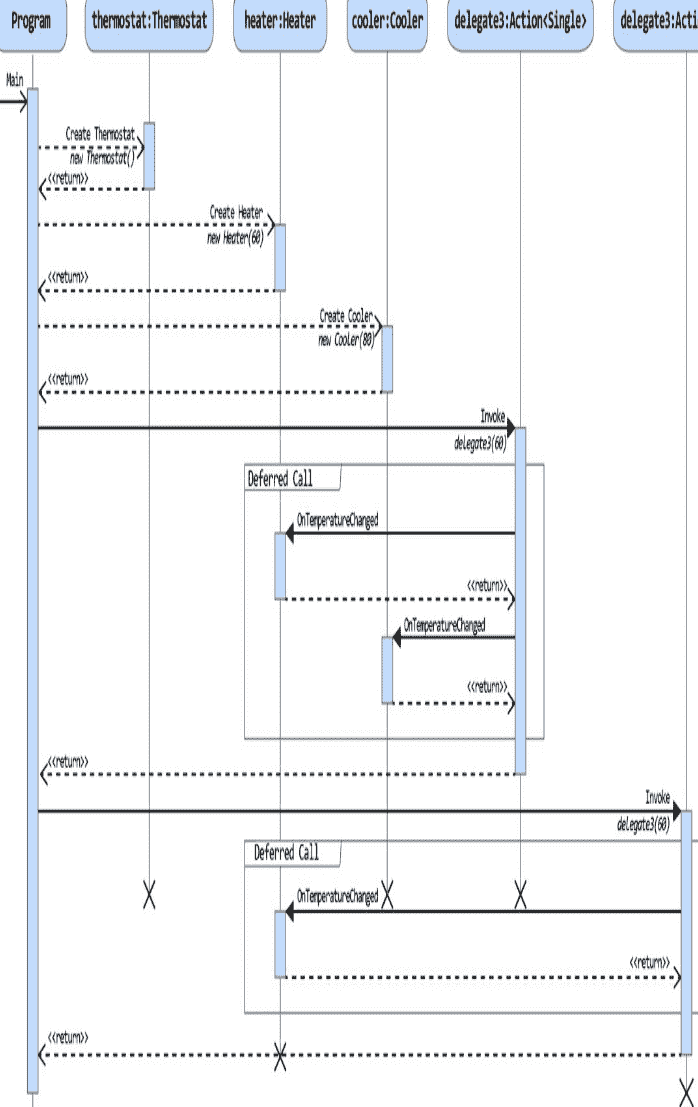 Program
thermostat:Thermostat
heater:Heater
cooler:Cooler
delegate3:Action<Single>
delegate3:Acti
Main
Create Thermostat
new Thermostat()
<<return>>
Create Heater
new Heater(60)
<<return>>
Create Cooler
new Cooler(80)
<<return>>
Invoke
delegate3(60)
Deferred Call
OnTemperatureChanged
<<return>>
OnTemperatureChanged
<<return>>
<<return>>
Invoke
delegate3(60)
Deferred Call
OnTemperatureChanged
<<return>>
<<return>>